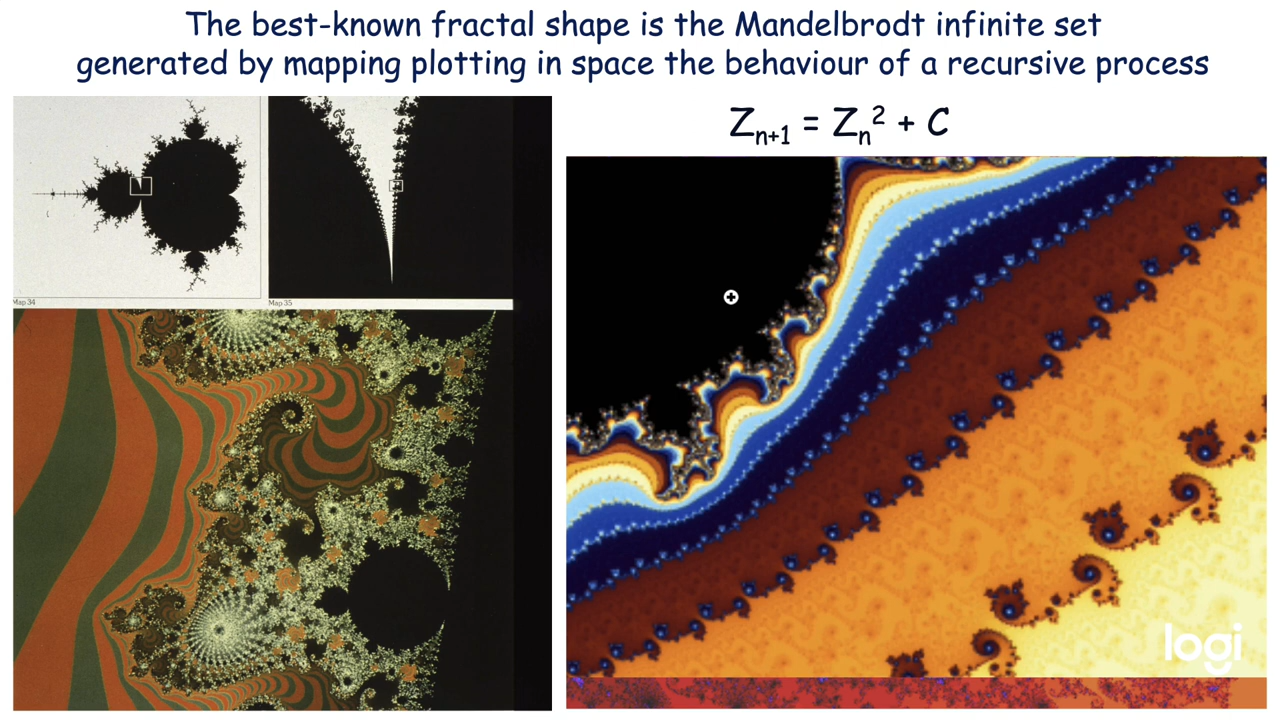 The best-known fractal shape is the Mandelbrodt infinite set
generated by mapping plotting in space the behaviour of a recursive process
Zₙ₊₁ = Zₙ² + C
Map 34
Map 35
logi